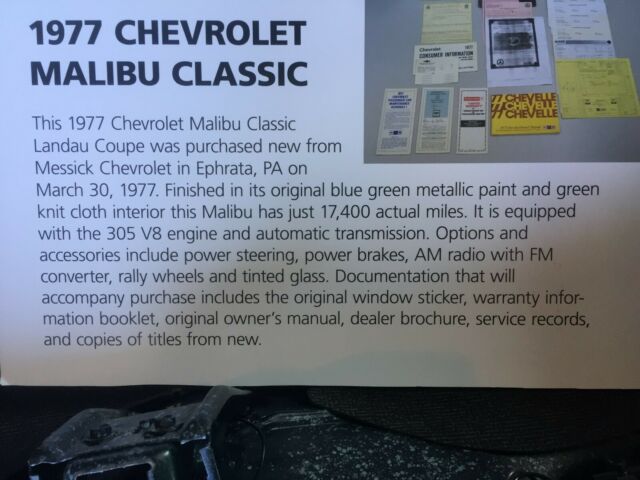 1977 CHEVROLET
MALIBU CLASSIC
This 1977 Chevrolet Malibu Classic
Landau Coupe was purchased new from
Messick Chevrolet in Ephrata, PA on
March 30, 1977. Finished in its original blue green metallic paint and green
knit cloth interior this Malibu has just 17,400 actual miles. It is equipped
with the 305 V8 engine and automatic transmission. Options and
accessories include power steering, power brakes, AM radio with FM
converter, rally wheels and tinted glass. Documentation that will
accompany purchase includes the original window sticker, warranty infor-
mation booklet, original owner's manual, dealer brochure, service records,
and copies of titles from new.
Chevrolet 1977
CONSUMER INFORMATION
77 CHEVELLE
77 CHEVELLE
77 CHEVELLE